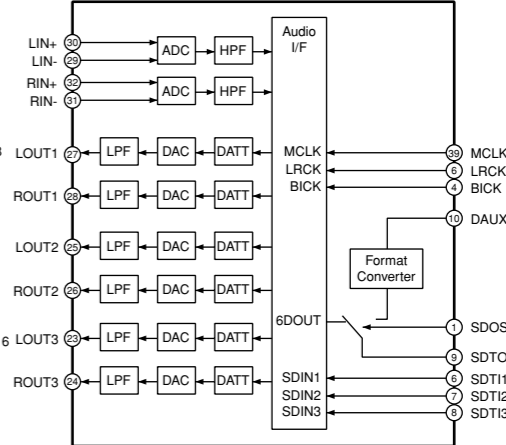 Audio
I/F
LIN+ 30 ADC HPF
LIN- 29
RIN+ 32 ADC HPF
RIN- 31
LOUT1 27 LPF DAC DATT MCLK 39 MCLK
LRCK 6 LRCK
BICK 4 BICK
ROUT1 28 LPF DAC DATT
10 DAUX
LOUT2 25 LPF DAC DATT
Format
Converter
ROUT2 26 LPF DAC DATT
6DOUT 1 SDOS
6 LOUT3 23 LPF DAC DATT
9 SDTO
ROUT3 24 LPF DAC DATT SDIN1 6 SDTI1
SDIN2 7 SDTI2
SDIN3 8 SDTI3